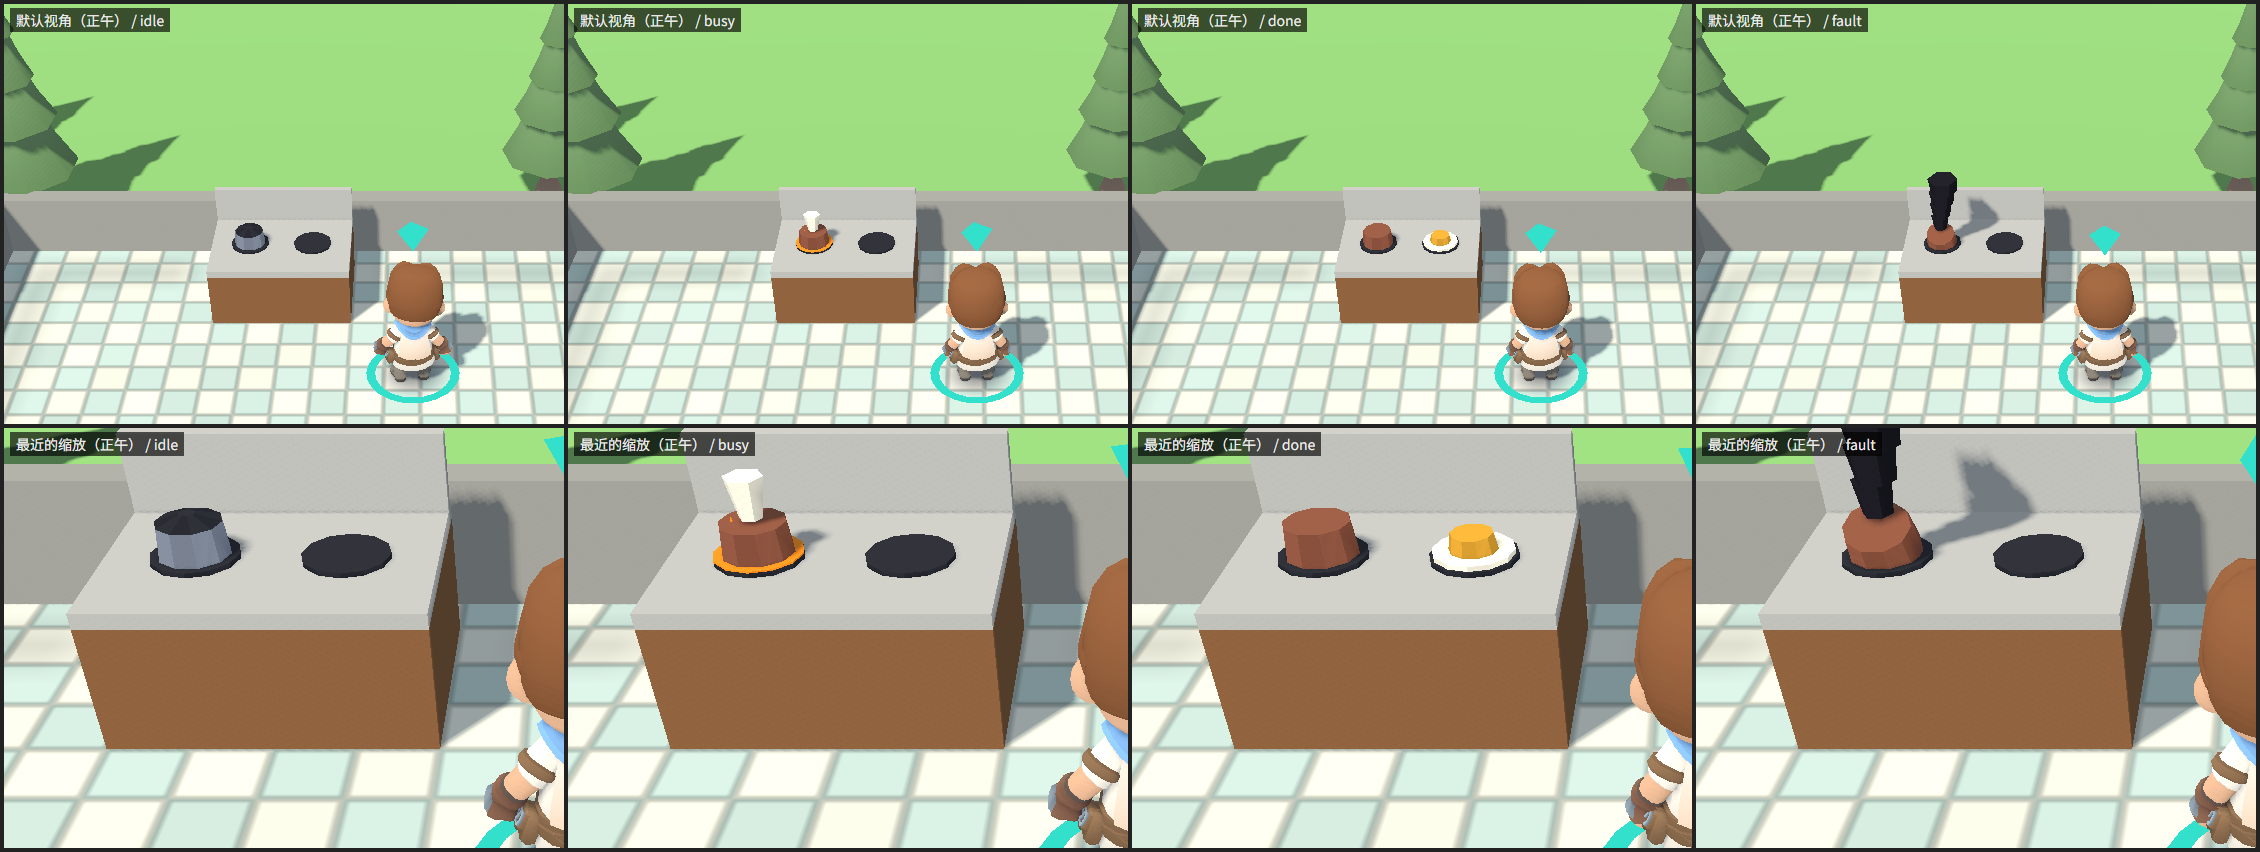 默认视角（正午） / idle
默认视角（正午） / busy
默认视角（正午） / done
默认视角（正午） / fault
最近的缩放（正午） / idle
最近的缩放（正午） / busy
最近的缩放（正午） / done
最近的缩放（正午） / fault